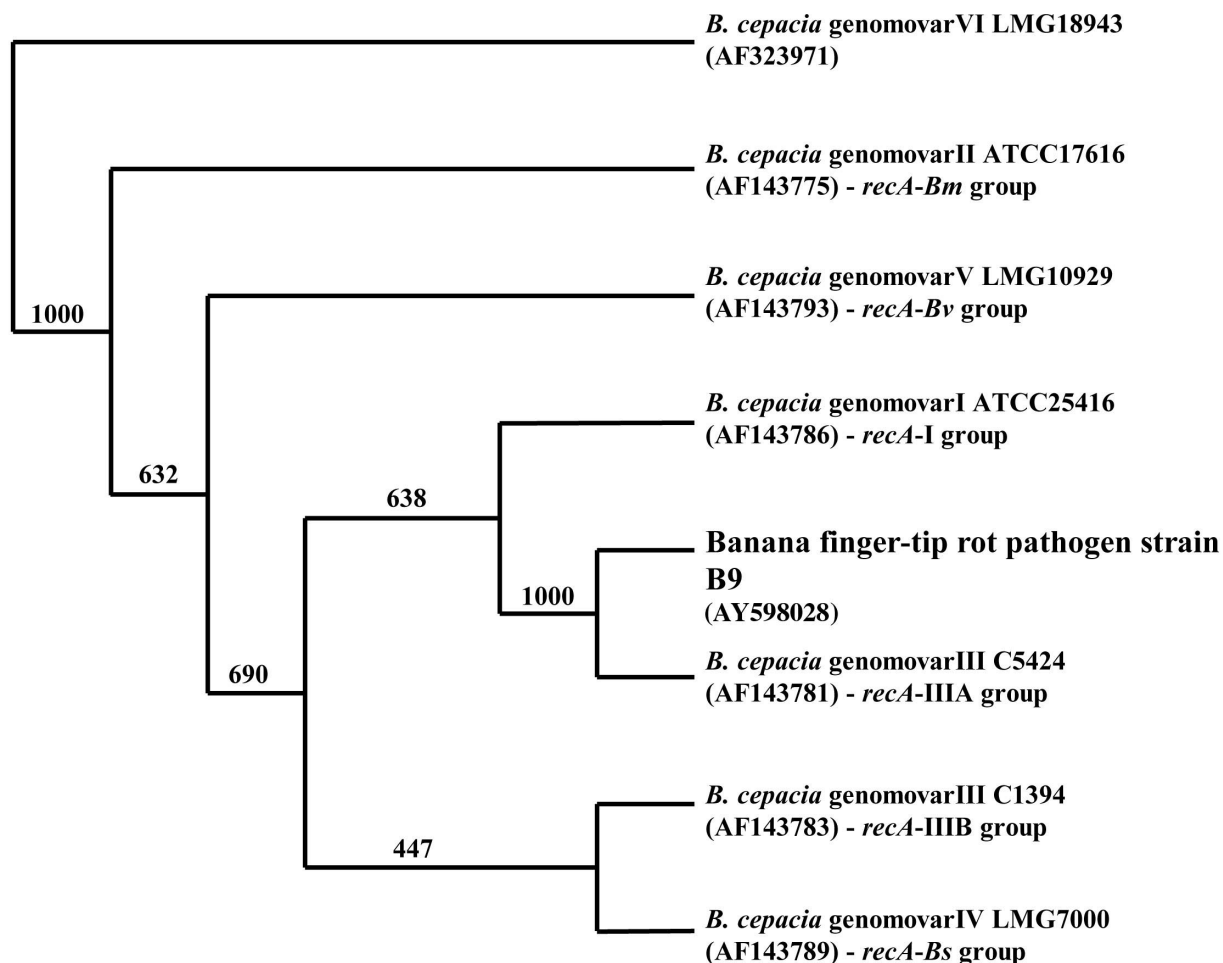 B. cepacia genomovarVI LMG18943
(AF323971)
B. cepacia genomovarII ATCC17616
(AF143775) - recA-Bm group
B. cepacia genomovarV LMG10929
(AF143793) - recA-Bv group
1000
B. cepacia genomovarI ATCC25416
(AF143786) - recA-I group
632
638
Banana finger-tip rot pathogen strain
B9
(AY598028)
1000
B. cepacia genomovarIII C5424
(AF143781) - recA-IIIA group
690
B. cepacia genomovarIII C1394
(AF143783) - recA-IIIB group
447
B. cepacia genomovarIV LMG7000
(AF143789) - recA-Bs group